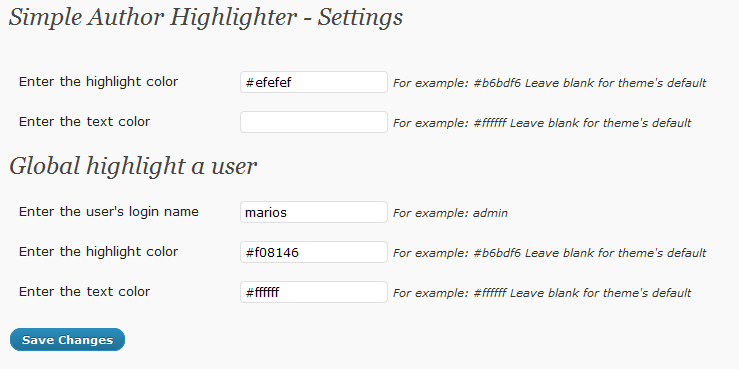 Simple Author Highlighter - Settings
Enter the highlight color #efefef For example: #b6bdf6 Leave blank for theme's default
Enter the text color For example: #ffffff Leave blank for theme's default
Global highlight a user
Enter the user's login name marios For example: admin
Enter the highlight color #f08146 For example: #b6bdf6 Leave blank for theme's default
Enter the text color #ffffff For example: #ffffff Leave blank for theme's default
Save Changes